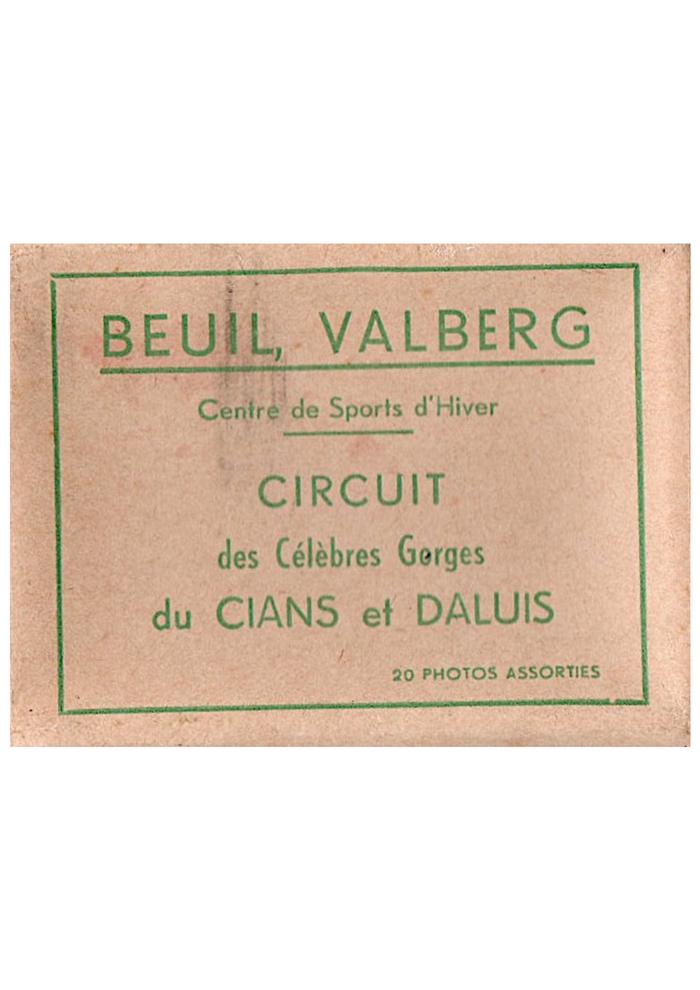 BEUIL, VALBERG
Centre de Sports d'Hiver
CIRCUIT
des Célèbres Gorges
du CIANS et DALUIS
20 PHOTOS ASSORTIES